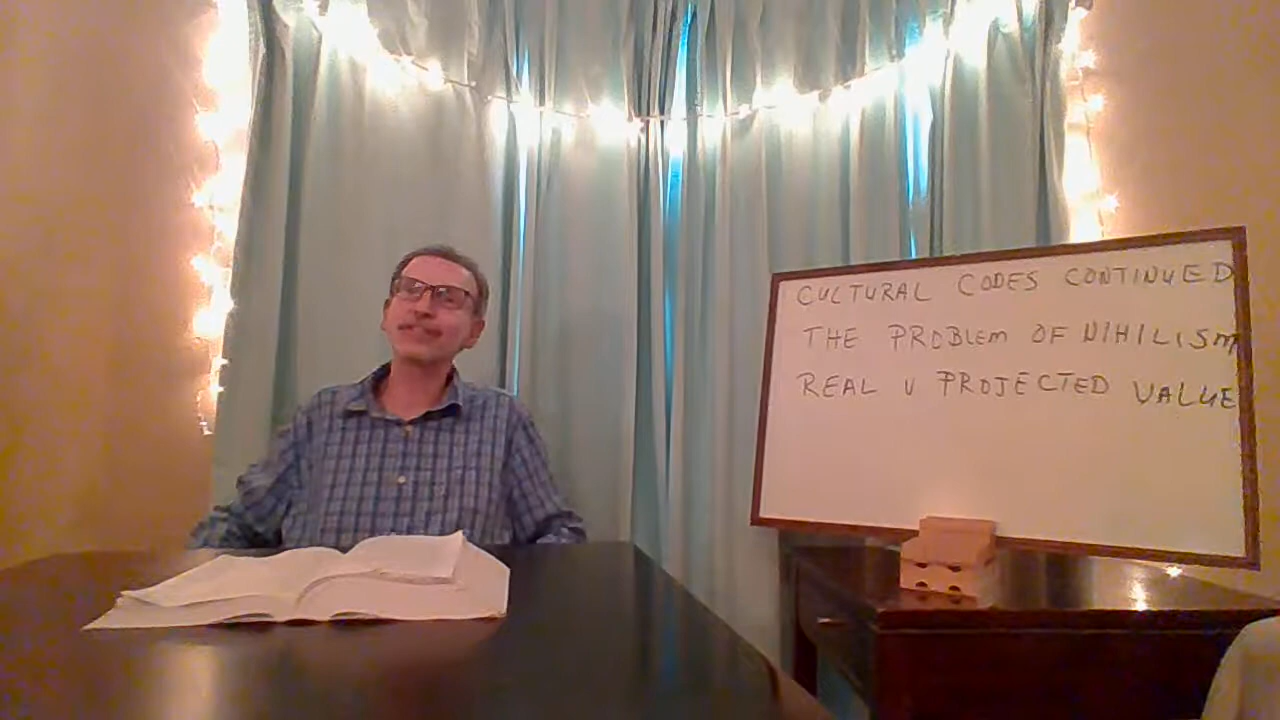 CULTURAL CODES CONTINUED
THE PROBLEM OF NIHILISM
REAL V PROJECTED VALUE